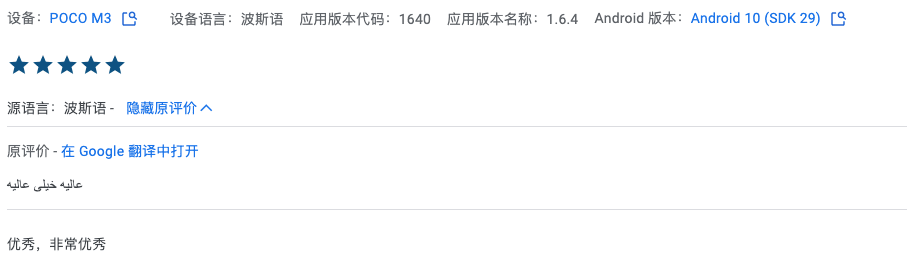 设备： POCO M3 设备语言：波斯语 应用版本代码：1640 应用版本名称：1.6.4 Android 版本： Android 10 (SDK 29)
源语言：波斯语 - 隐藏原评价
原评价 - 在 Google 翻译中打开
عالیه خیلی عالیه
优秀，非常优秀